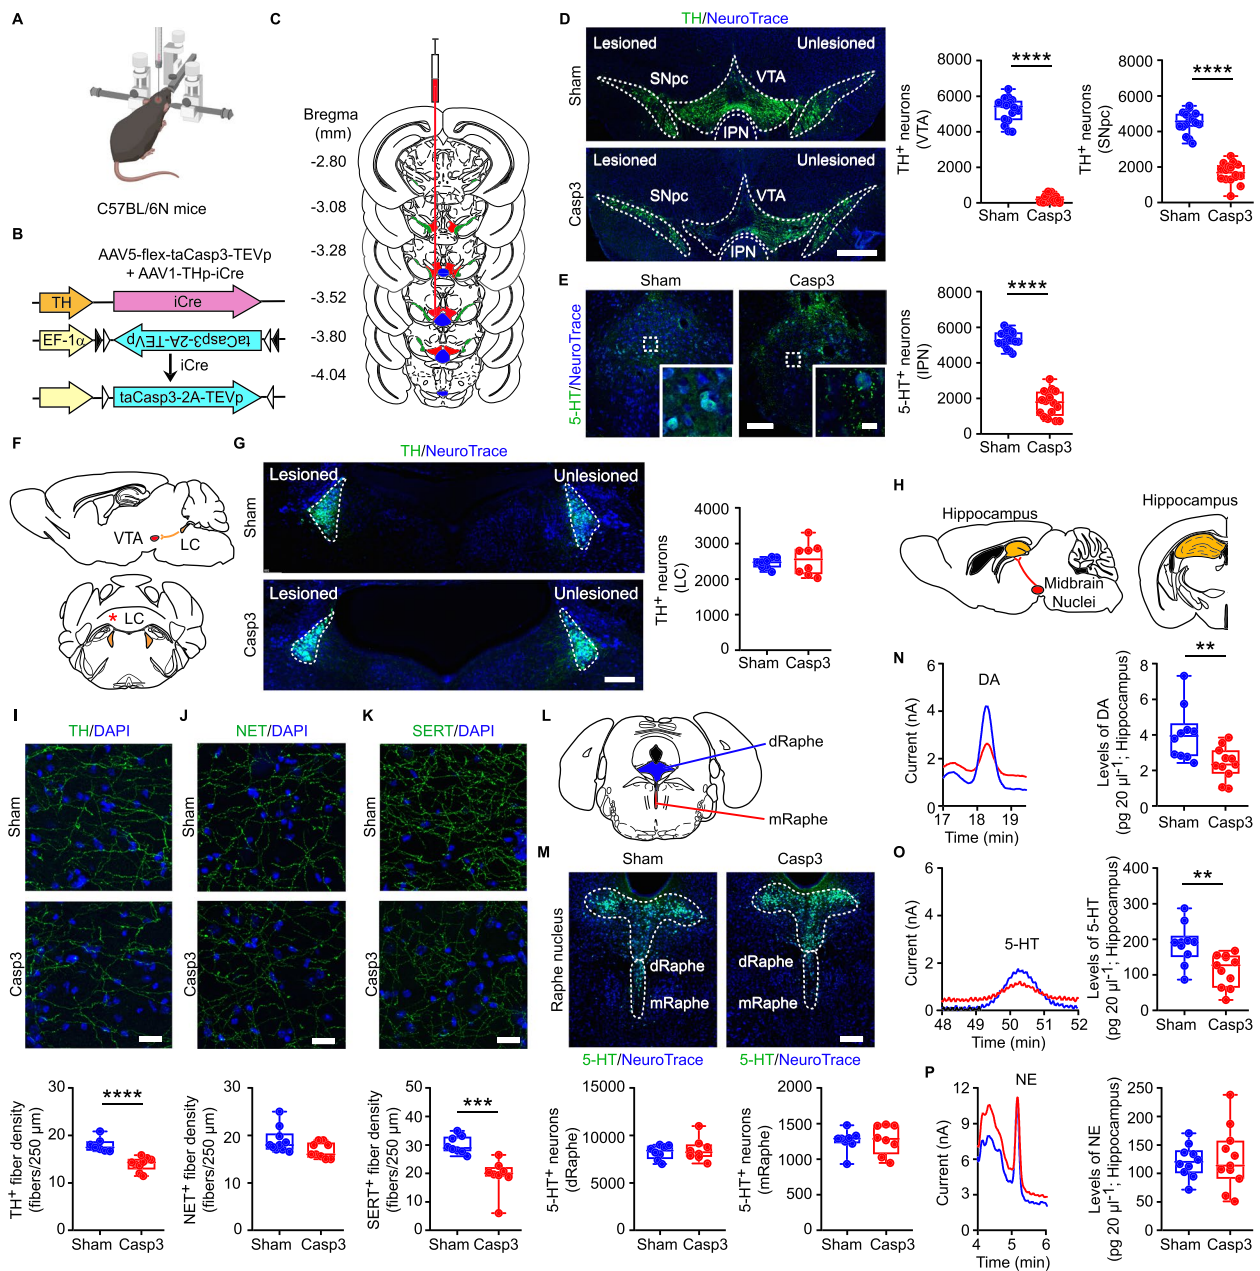 A
C57BL/6N mice
B
AAV5-flex-taCasp3-TEVp
+ AAV1-THp-iCre
TH
iCre
EF-1α
taCasp3-2A-TEVp
iCre
taCasp3-2A-TEVp
C
Bregma
(mm)
-2.80
-3.08
-3.28
-3.52
-3.80
-4.04
D
TH/NeuroTrace
Sham
Lesioned
Unlesioned
SNpc
VTA
IPN
Casp3
Lesioned
Unlesioned
SNpc
VTA
IPN
TH+ neurons
(VTA)
8000
6000
4000
2000
0
****
Sham Casp3
TH+ neurons
(SNpc)
8000
6000
4000
2000
0
****
Sham Casp3
E
5-HT/NeuroTrace
Sham
Casp3
5-HT+ neurons
(IPN)
8000
6000
4000
2000
0
****
Sham Casp3
F
VTA
LC
* LC
G
TH/NeuroTrace
Sham
Lesioned
Unlesioned
Casp3
Lesioned
Unlesioned
TH+ neurons
(LC)
4000
3000
2000
1000
0
Sham Casp3
H
Hippocampus
Midbrain
Nuclei
Hippocampus
I
TH/DAPI
Sham
Casp3
TH+ fiber density
(fibers/250 µm)
30
20
10
0
****
Sham Casp3
J
NET/DAPI
Sham
Casp3
NET+ fiber density
(fibers/250 µm)
30
20
10
0
Sham Casp3
K
SERT/DAPI
Sham
Casp3
SERT+ fiber density
(fibers/250 µm)
50
40
30
20
10
0
***
Sham Casp3
L
dRaphe
mRaphe
M
Sham
Casp3
Raphe nucleus
dRaphe
mRaphe
dRaphe
mRaphe
5-HT/NeuroTrace
5-HT/NeuroTrace
5-HT+ neurons
(dRaphe)
15000
10000
5000
0
Sham Casp3
5-HT+ neurons
(mRaphe)
2000
1500
1000
500
0
Sham Casp3
N
Current (nA)
6
4
2
0
DA
17 18 19
Time (min)
Levels of DA
(pg 20 µl-1; Hippocampus)
8
6
4
2
0
**
Sham Casp3
O
Current (nA)
6
4
2
0
5-HT
48 49 50 51 52
Time (min)
Levels of 5-HT
(pg 20 µl-1; Hippocampus)
400
300
200
100
0
**
Sham Casp3
P
Current (nA)
12
9
6
3
0
NE
4 5 6
Time (min)
Levels of NE
(pg 20 µl-1; Hippocampus)
250
200
150
100
50
0
Sham Casp3